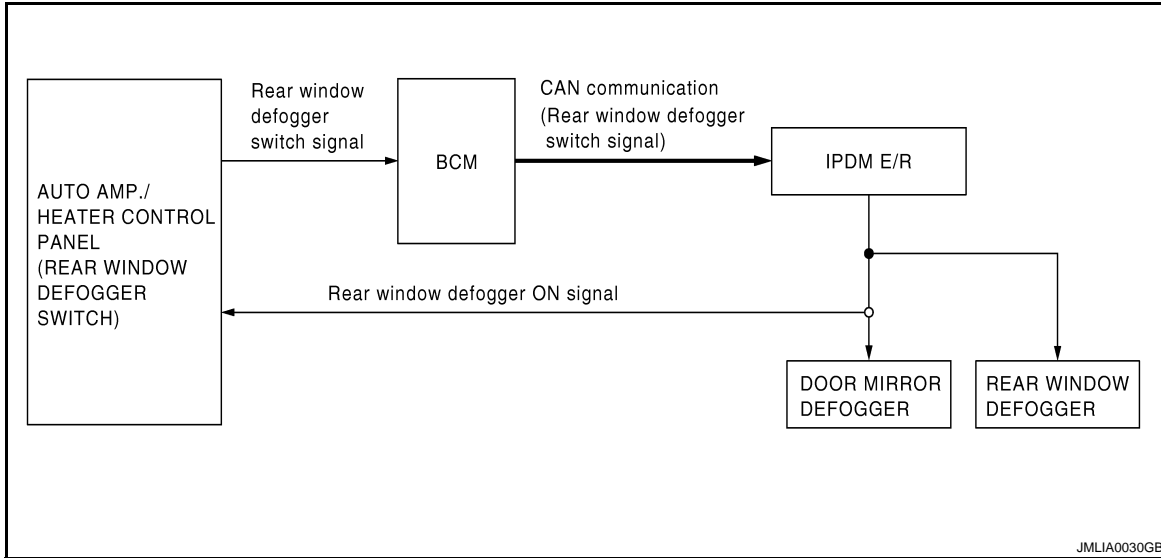 Rear window
defogger
switch signal
CAN communication
(Rear window defogger
switch signal)
BCM
IPDM E/R
AUTO AMP./
HEATER CONTROL
PANEL
(REAR WINDOW
DEFOGGER
SWITCH)
Rear window defogger ON signal
DOOR MIRROR
DEFOGGER
REAR WINDOW
DEFOGGER
JMLIA0030GB